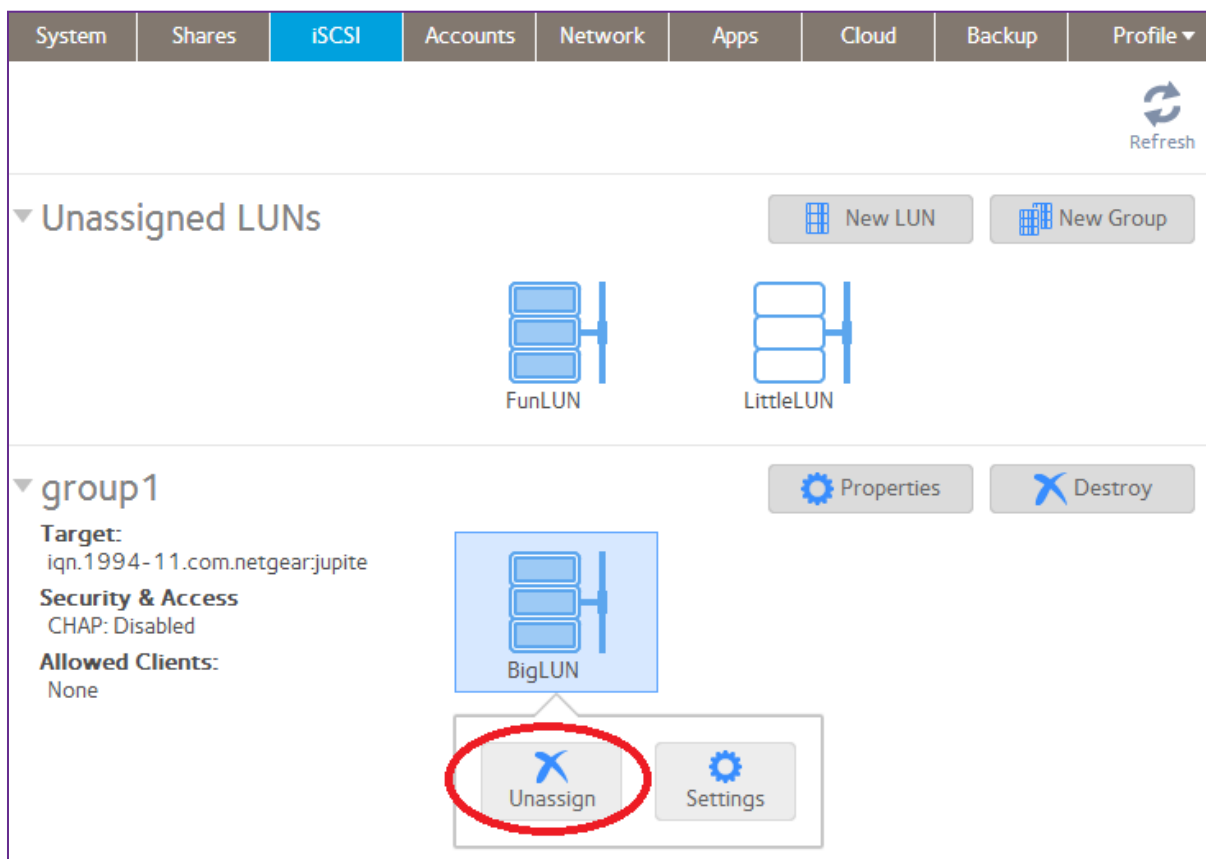 System Shares iSCSI Accounts Network Apps Cloud Backup Profile
Refresh
Unassigned LUNs
New LUN
New Group
FunLUN
LittleLUN
group1
Properties
Destroy
Target:
iqn.1994-11.com.netgear:jupite
Security & Access
CHAP: Disabled
Allowed Clients:
None
BigLUN
Unassign
Settings